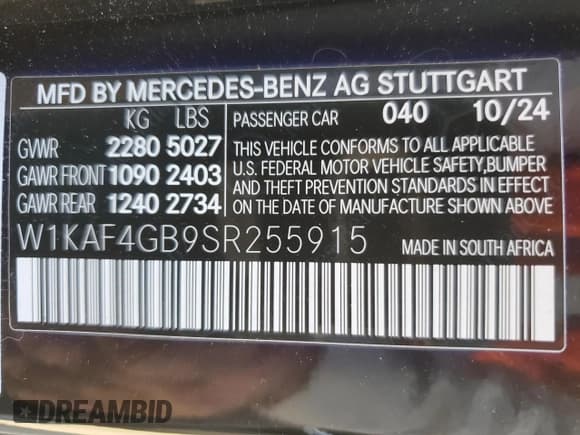 MFD BY MERCEDES-BENZ AG STUTTGART
KG LBS PASSENGER CAR 040 10/24
GVWR 2280 5027
GAWR FRONT 1090 2403
GAWR REAR 1240 2734
THIS VEHICLE CONFORMS TO ALL APPLICABLE
U.S. FEDERAL MOTOR VEHICLE SAFETY,BUMPER
AND THEFT PREVENTION STANDARDS IN EFFECT
ON THE DATE OF MANUFACTURE SHOWN ABOVE
W1KAF4GB9SR255915 MADE IN SOUTH AFRICA
DREAMBID